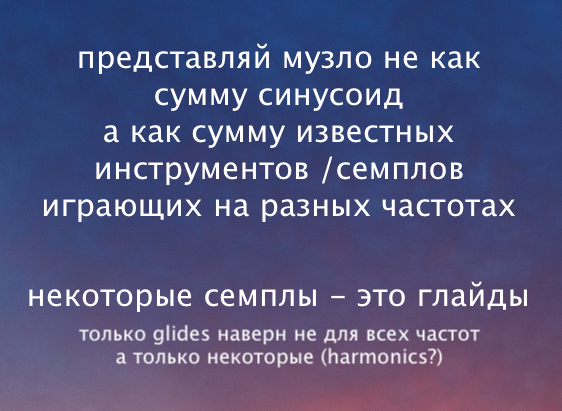 представляй музло не как
сумму синусоид
а как сумму известных
инструментов /семплов
играющих на разных частотах
некоторые семплы – это глайды
только glides наверн не для всех частот
а только некоторые (harmonics?)